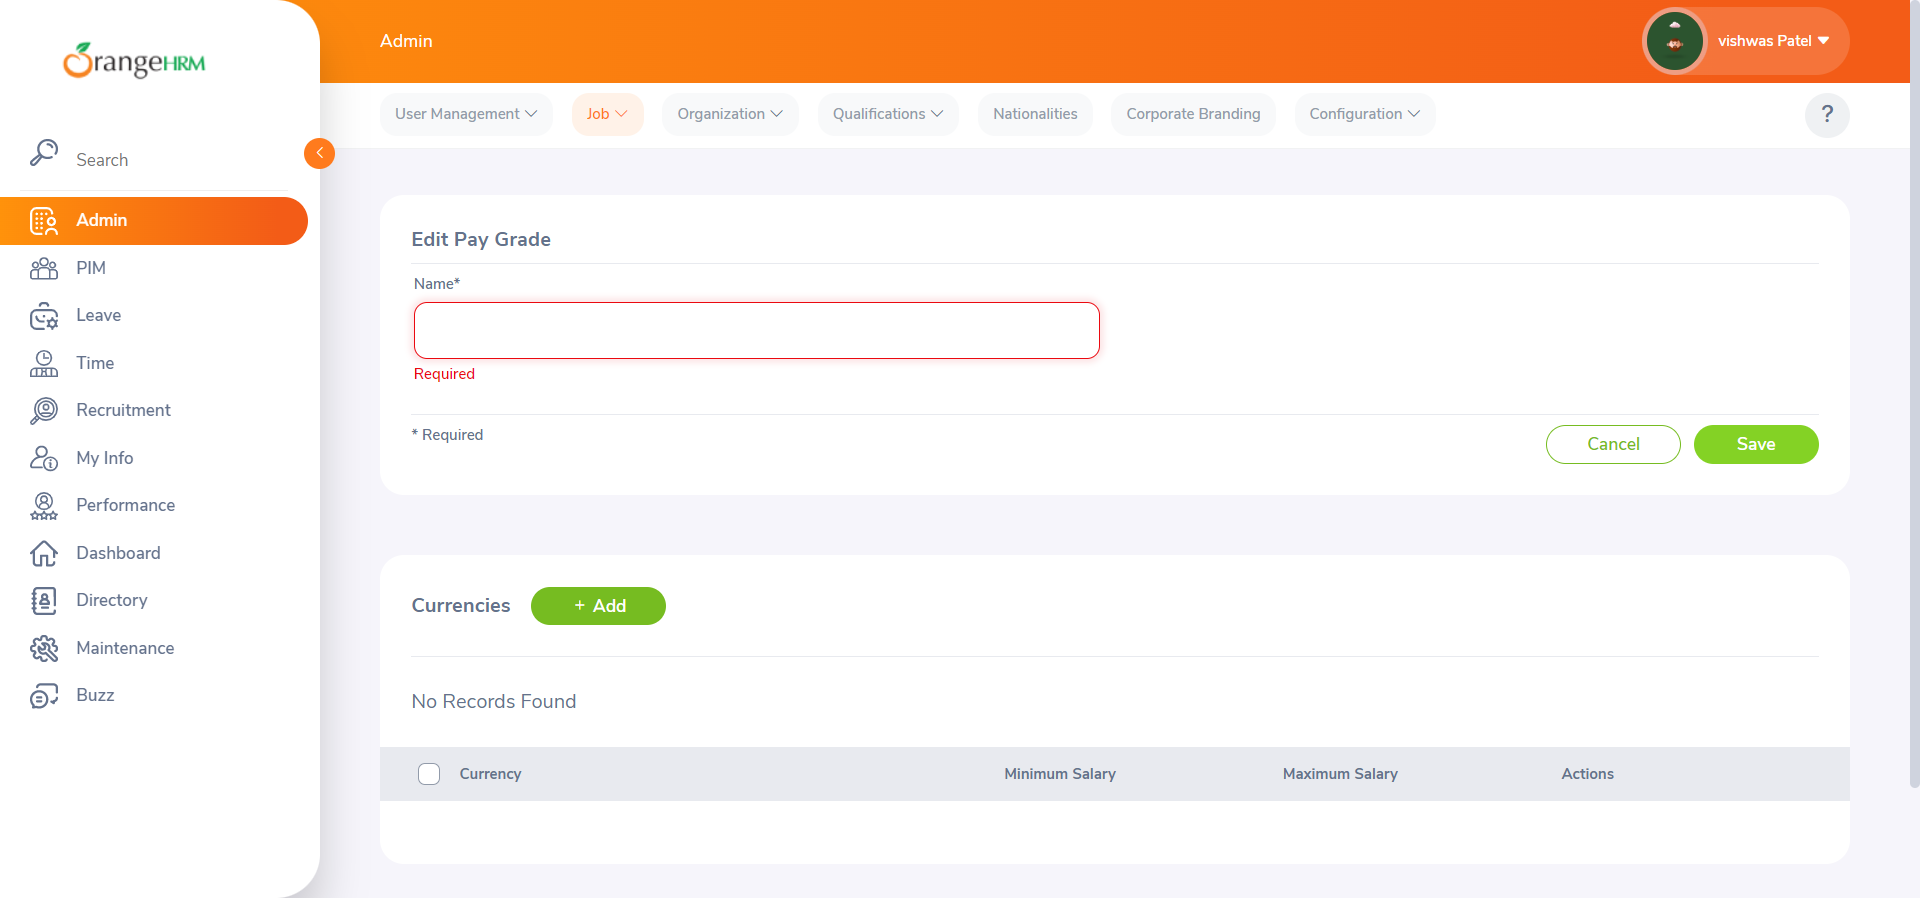 OrangeHRM
Admin
vishwas Patel
User Management
Job
Organization
Qualifications
Nationalities
Corporate Branding
Configuration
?
Search
Admin
PIM
Leave
Time
Recruitment
My Info
Performance
Dashboard
Directory
Maintenance
Buzz
Edit Pay Grade
Name*
Required
* Required
Cancel
Save
Currencies
+ Add
No Records Found
Currency
Minimum Salary
Maximum Salary
Actions